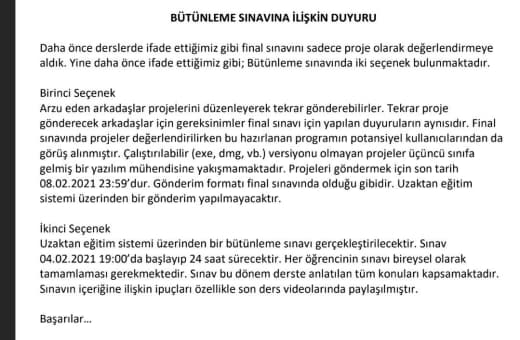 BÜTÜNLEME SINAVINA İLİŞKİN DUYURU
Daha önce derslerde ifade ettiğimiz gibi final sınavını sadece proje olarak değerlendirmeye
aldık. Yine daha önce ifade ettiğimiz gibi; Bütünleme sınavında iki seçenek bulunmaktadır.
Birinci Seçenek
Arzu eden arkadaşlar projelerini düzenleyerek tekrar gönderebilirler. Tekrar proje
gönderecek arkadaşlar için gereksinimler final sınavı için yapılan duyuruların aynısıdır. Final
sınavında projeler değerlendirilirken bu hazırlanan programın potansiyel kullanıcılarından da
görüş alınmıştır. Çalıştırılabilir (exe, dmg, vb.) versiyonu olmayan projeler üçüncü sınıfa
gelmiş bir yazılım mühendisine yakışmamaktadır. Projeleri göndermek için son tarih
08.02.2021 23:59'dur. Gönderim formatı final sınavında olduğu gibidir. Uzaktan eğitim
sistemi üzerinden bir gönderim yapılmayacaktır.
İkinci Seçenek
Uzaktan eğitim sistemi üzerinden bir bütünleme sınavı gerçekleştirilecektir. Sınav
04.02.2021 19:00'da başlayıp 24 saat sürecektir. Her öğrencinin sınavı bireysel olarak
tamamlaması gerekmektedir. Sınav bu dönem derste anlatılan tüm konuları kapsamaktadır.
Sınavın içeriğine ilişkin ipuçları özellikle son ders videolarında paylaşılmıştır.
Başarılar...